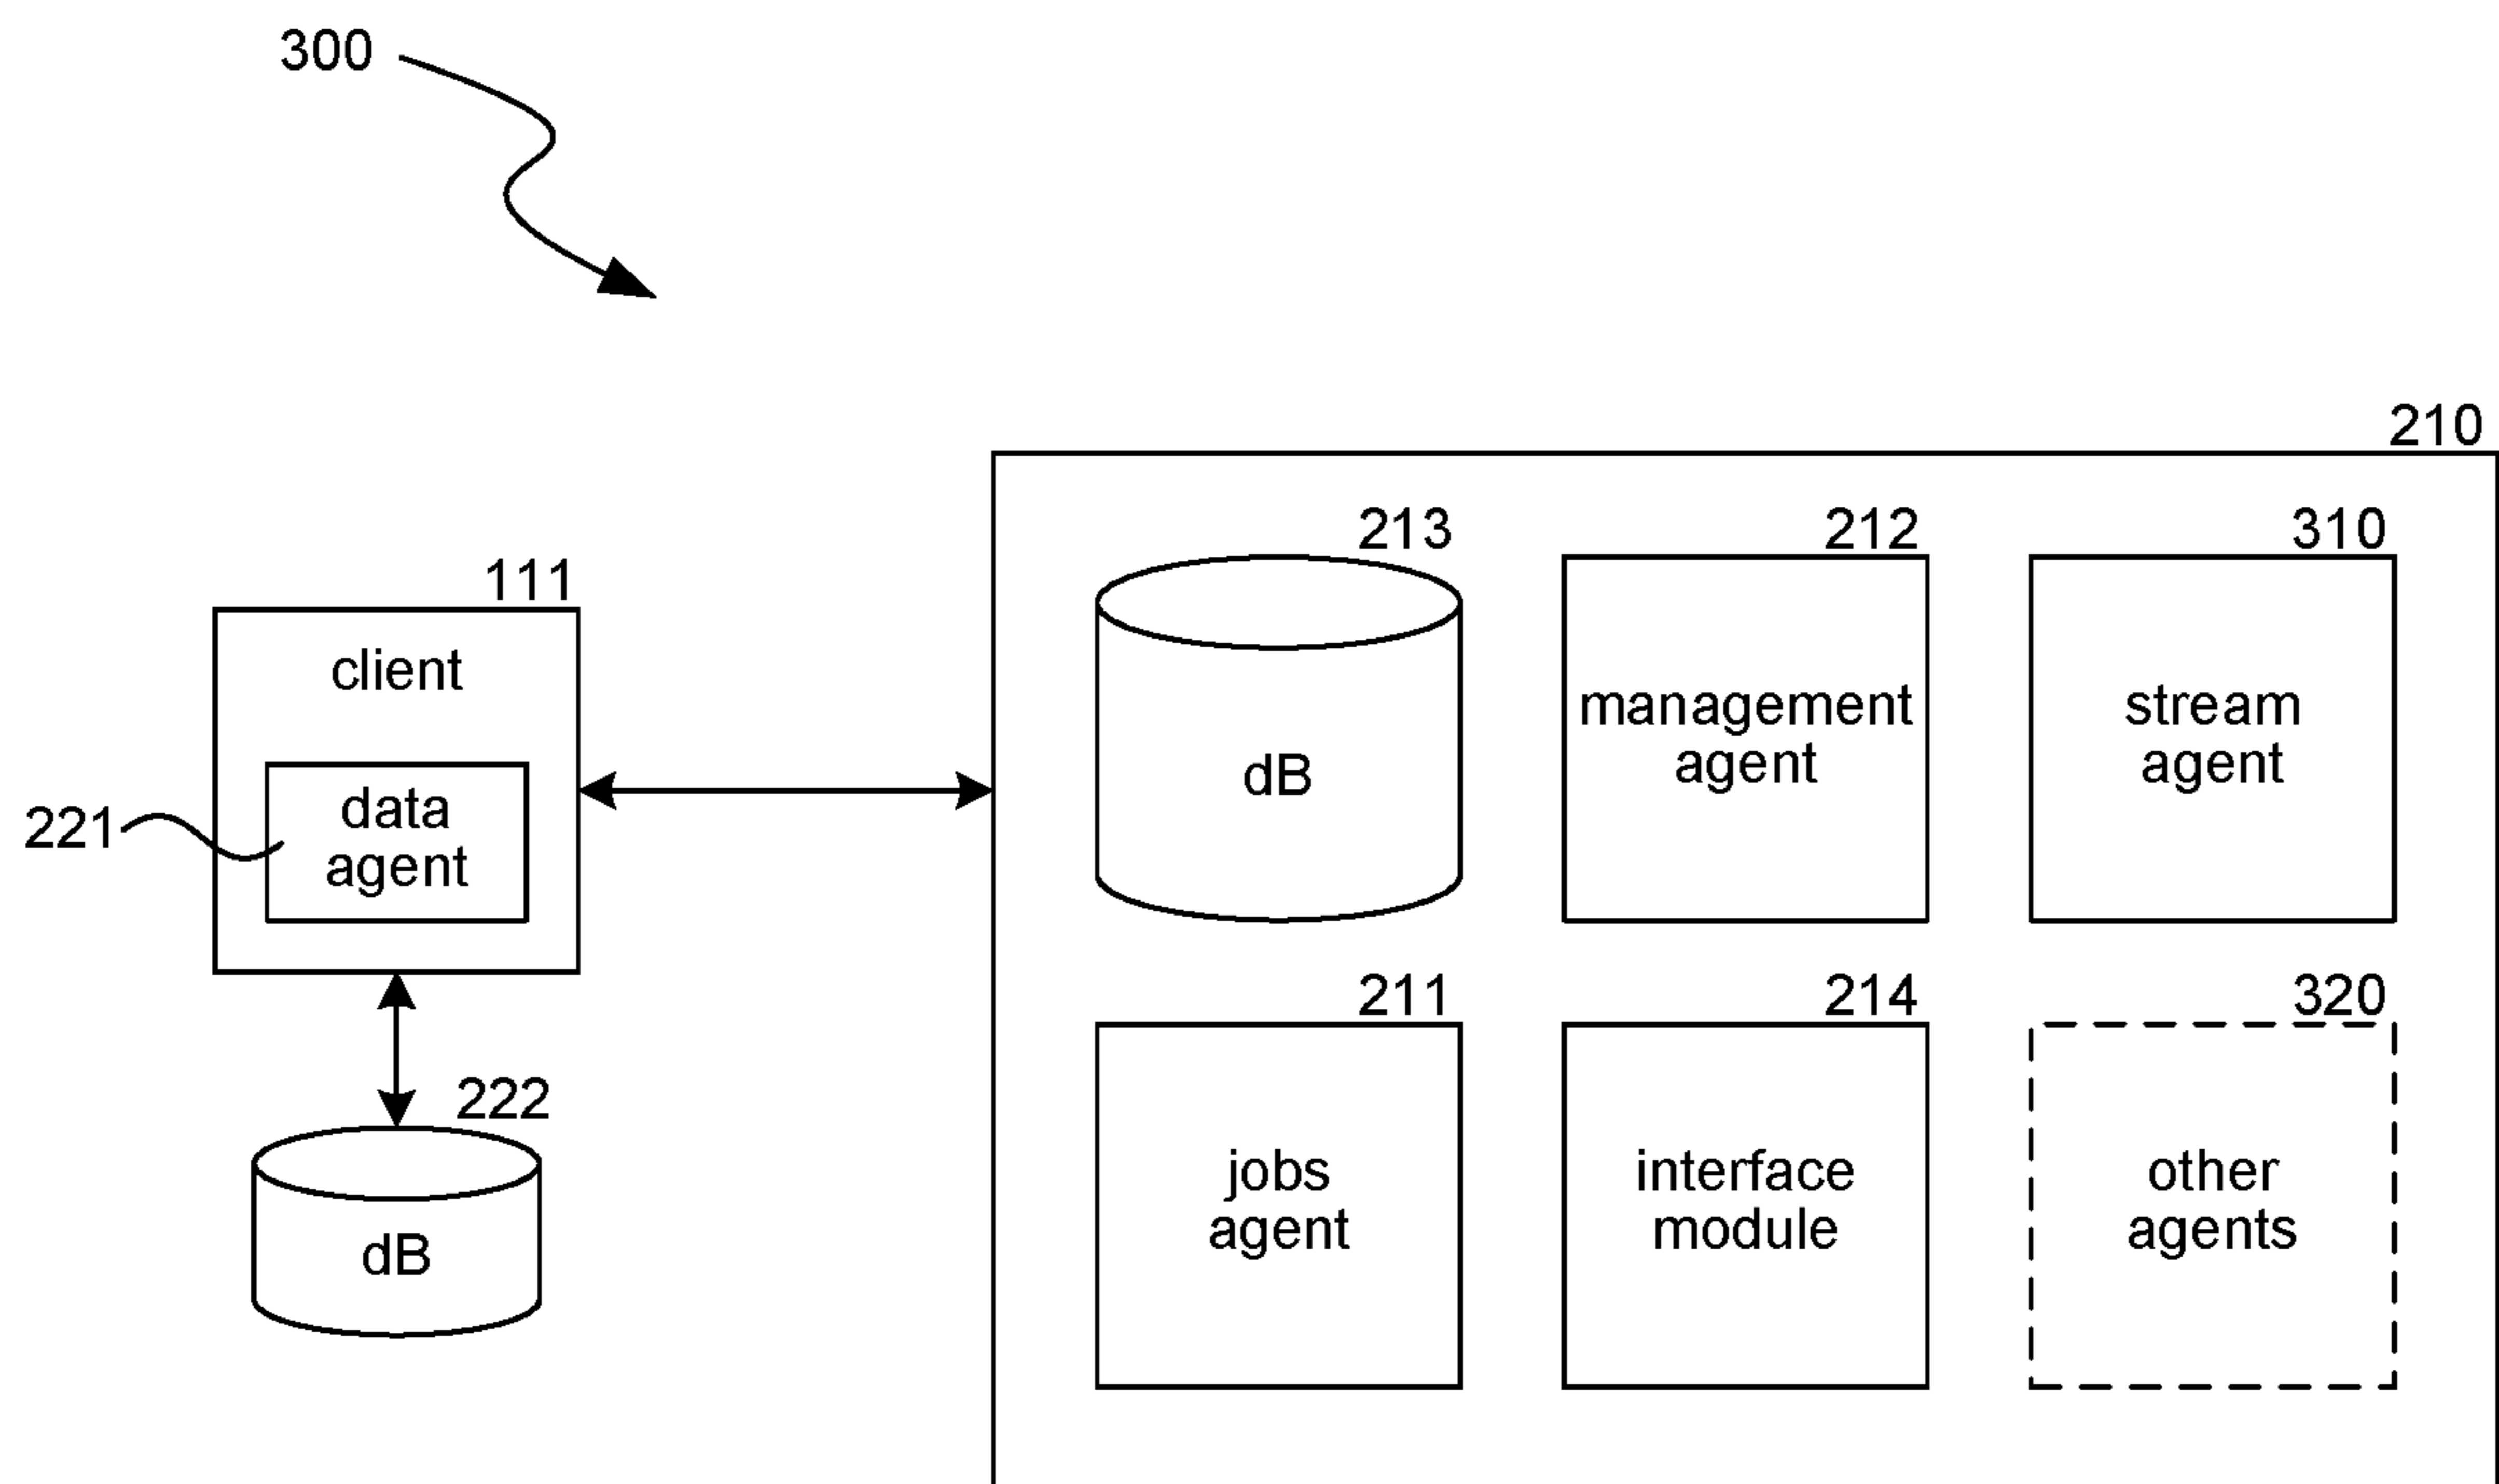 300
210
213
212
310
111
client
management
agent
stream
agent
dB
data
agent
221
211
214
320
222
jobs
agent
interface
module
other
agents
dB